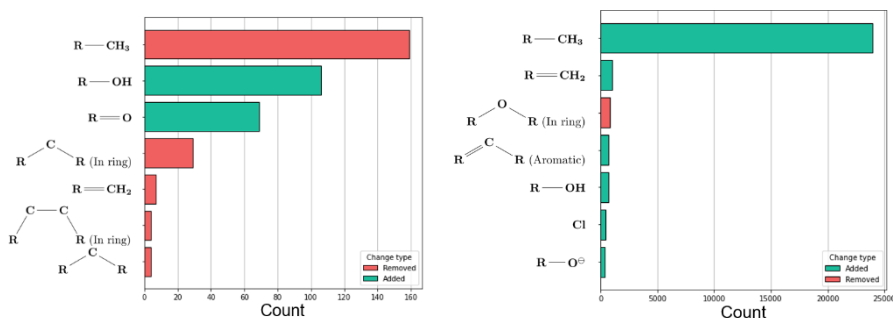 R—CH₃
R—OH
R=O
C
R R (In ring)
R=CH₂
C—C
R R (In ring)
C
R R
0 20 40 60 80 100 120 140 160
Count
Change type
Removed
Added
R—CH₃
R=CH₂
O
R R (In ring)
C
R R (Aromatic)
R—OH
Cl
R—O⊖
0 5000 10000 15000 20000 25000
Count
Change type
Added
Removed